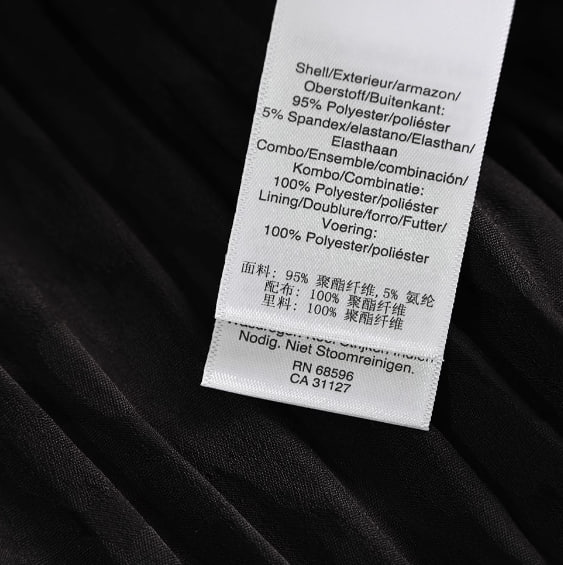 Shell/Exterieur/armazon/
Oberstoff/Buitenkant:
95% Polyester/poliéster
5% Spandex/elastano/Elasthan/
Elasthaan
Combo/Ensemble/combinación/
Kombo/Combinatie:
100% Polyester/poliéster
Lining/Doublure/forro/Futter/
Voering:
100% Polyester/poliéster
面料: 95% 聚酯纤维,5% 氨纶
配布: 100% 聚酯纤维
里料: 100% 聚酯纤维
Nodig. Niet Stoomreinigen.
RN 68596
CA 31127